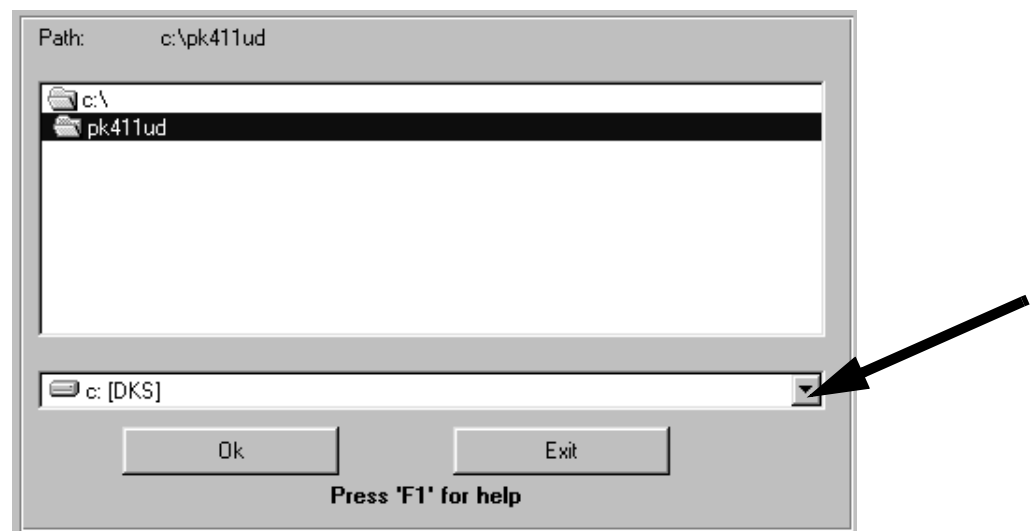 Path: c:\pk411ud
c:\
pk411ud
c: [DKS]
Ok Exit
Press 'F1' for help